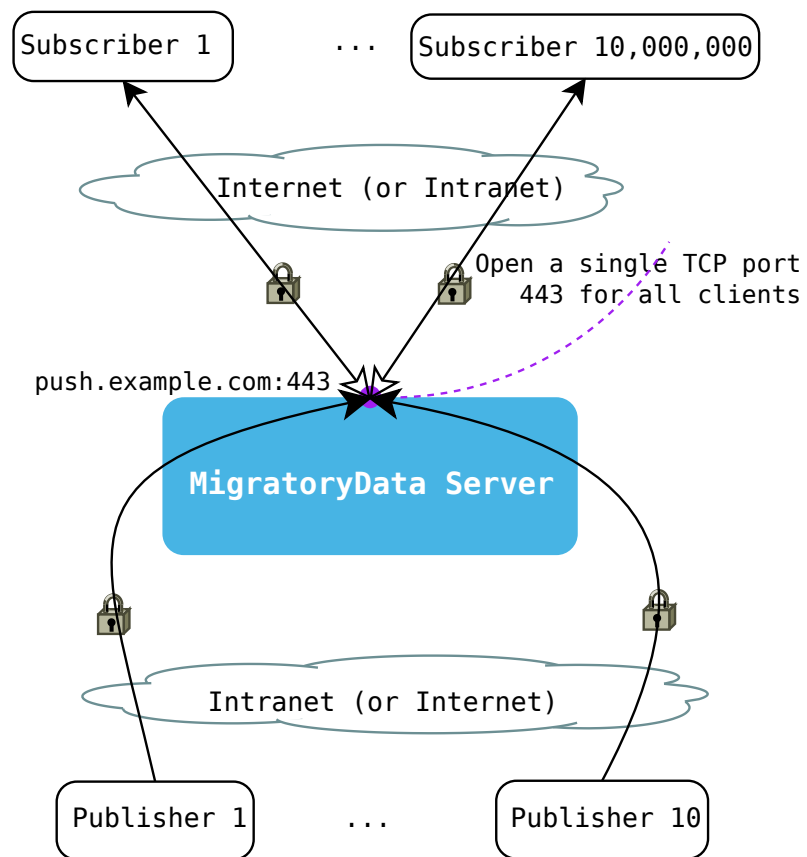 Subscriber 1
...
Subscriber 10,000,000
Internet (or Intranet)
Open a single TCP port
443 for all clients
push.example.com:443
MigratoryData Server
Intranet (or Internet)
Publisher 1
...
Publisher 10